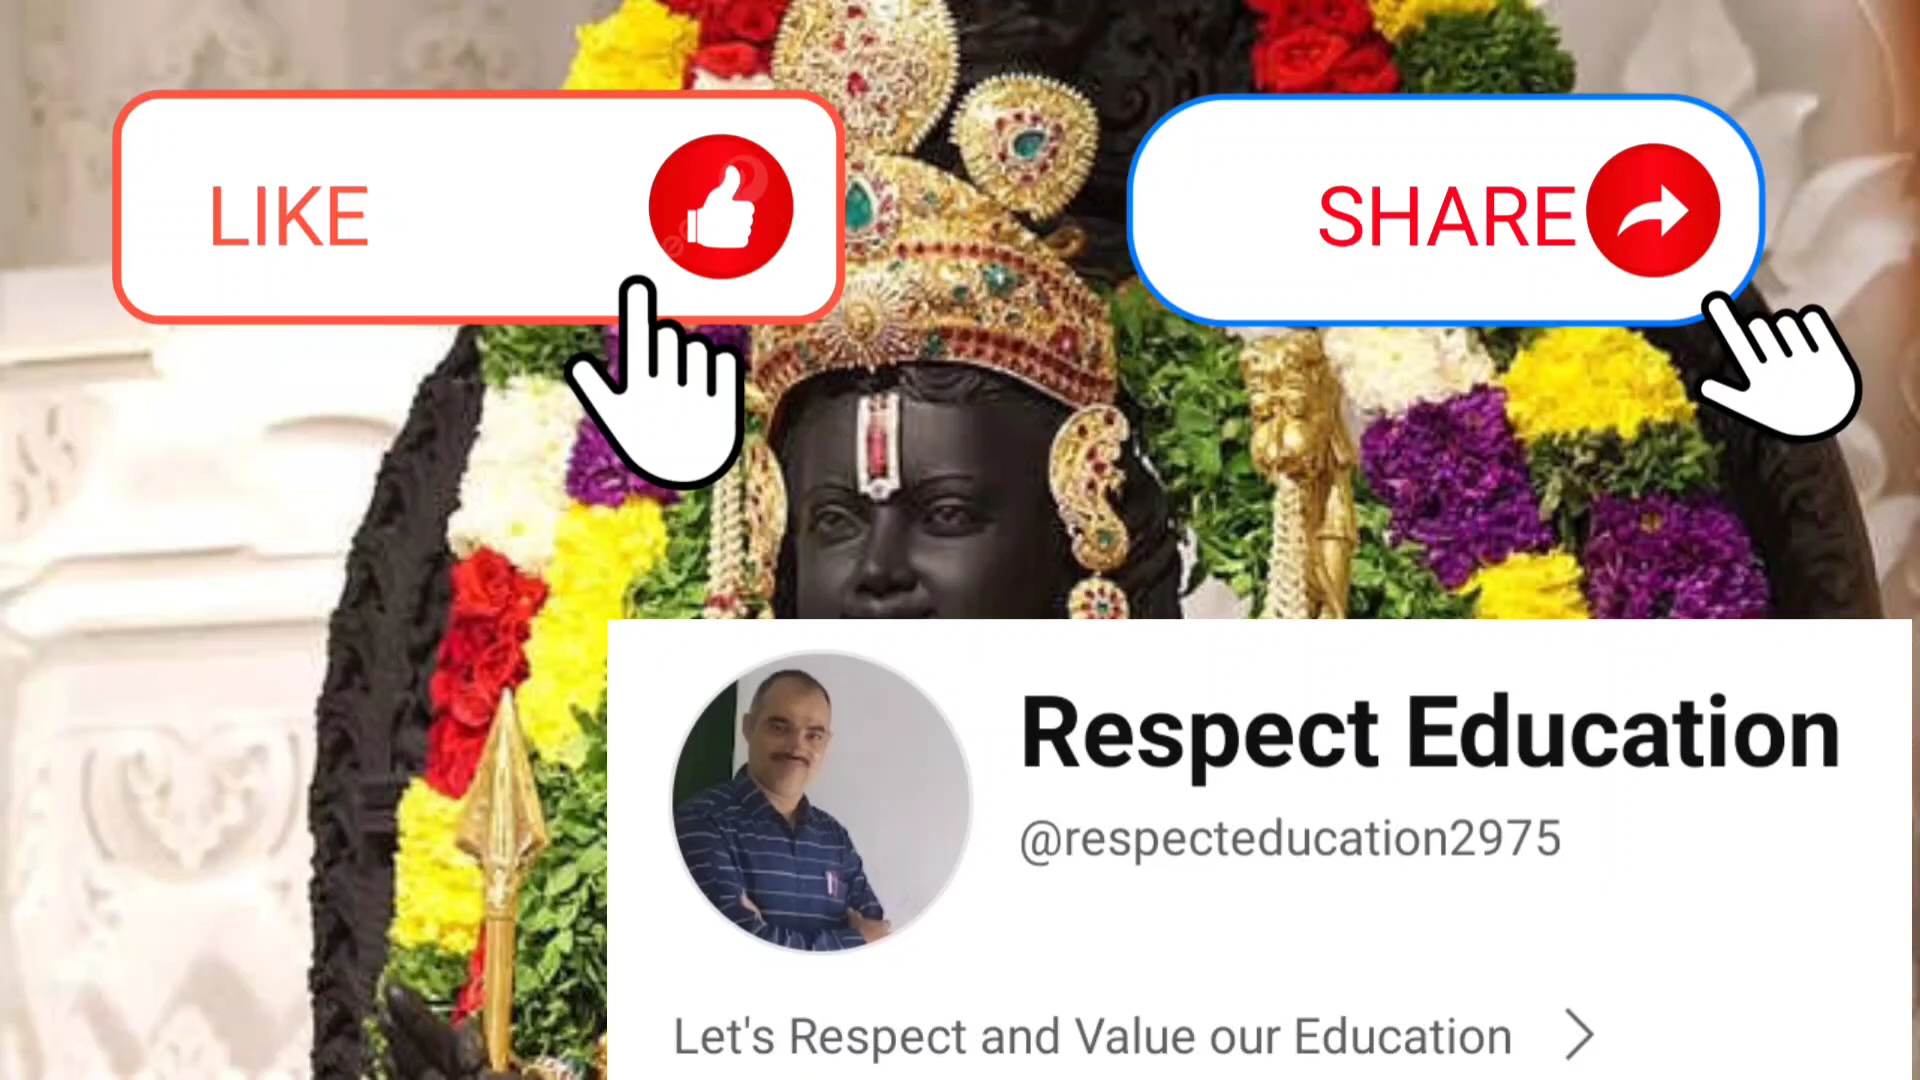 LIKE
SHARE
Respect Education
@respecteducation2975
Let's Respect and Value our Education